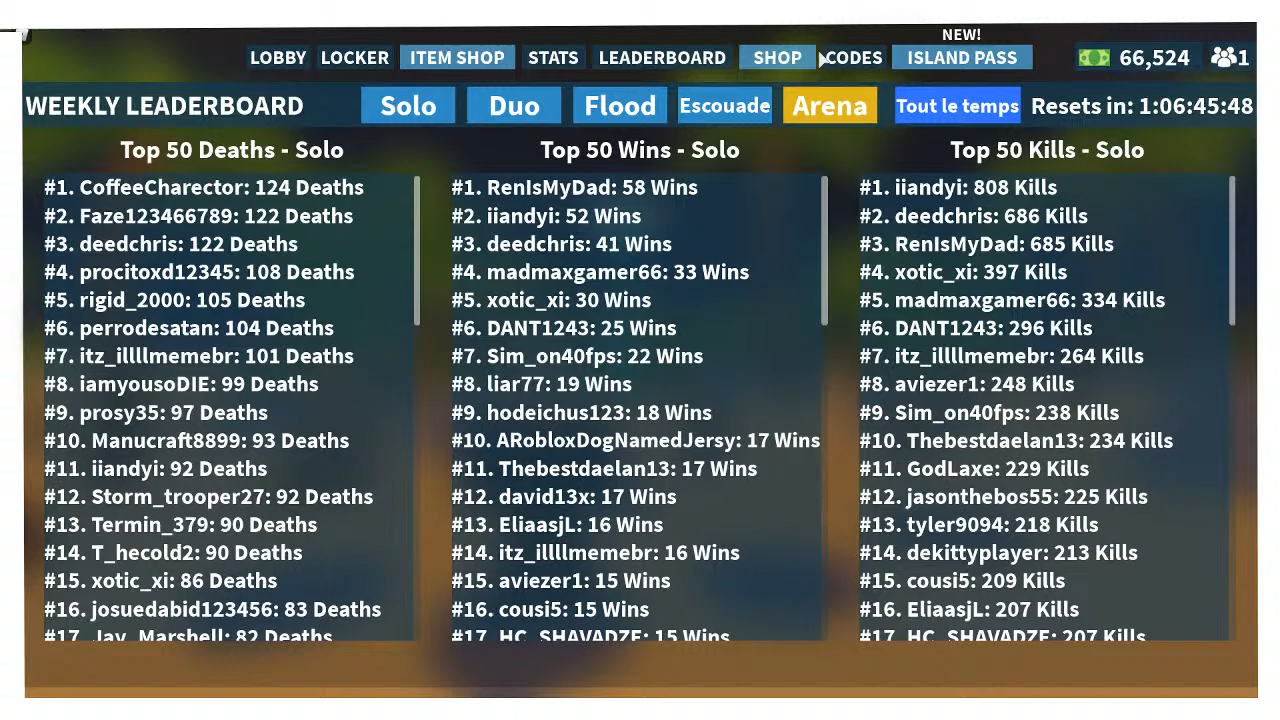 NEW!
LOBBY LOCKER ITEM SHOP STATS LEADERBOARD SHOP CODES ISLAND PASS 66,524 1
WEEKLY LEADERBOARD Solo Duo Flood Escouade Arena Tout le temps Resets in: 1:06:45:48
Top 50 Deaths - Solo
#1. CoffeeCharector: 124 Deaths
#2. Faze123466789: 122 Deaths
#3. deedchris: 122 Deaths
#4. procitoxd12345: 108 Deaths
#5. rigid_2000: 105 Deaths
#6. perrodesatan: 104 Deaths
#7. itz_illllmemebr: 101 Deaths
#8. iamyousoDIE: 99 Deaths
#9. prosy35: 97 Deaths
#10. Manucraft8899: 93 Deaths
#11. iiandyi: 92 Deaths
#12. Storm_trooper27: 92 Deaths
#13. Termin_379: 90 Deaths
#14. T_hecold2: 90 Deaths
#15. xotic_xi: 86 Deaths
#16. josuedabid123456: 83 Deaths
#17. Jay_Marshell: 82 Deaths
Top 50 Wins - Solo
#1. RenIsMyDad: 58 Wins
#2. iiandyi: 52 Wins
#3. deedchris: 41 Wins
#4. madmaxgamer66: 33 Wins
#5. xotic_xi: 30 Wins
#6. DANT1243: 25 Wins
#7. Sim_on40fps: 22 Wins
#8. liar77: 19 Wins
#9. hodeichus123: 18 Wins
#10. ARobloxDogNamedJersy: 17 Wins
#11. Thebestdaelan13: 17 Wins
#12. david13x: 17 Wins
#13. EliaasjL: 16 Wins
#14. itz_illllmemebr: 16 Wins
#15. aviezer1: 15 Wins
#16. cousi5: 15 Wins
#17. HC_SHAVADZE: 15 Wins
Top 50 Kills - Solo
#1. iiandyi: 808 Kills
#2. deedchris: 686 Kills
#3. RenIsMyDad: 685 Kills
#4. xotic_xi: 397 Kills
#5. madmaxgamer66: 334 Kills
#6. DANT1243: 296 Kills
#7. itz_illllmemebr: 264 Kills
#8. aviezer1: 248 Kills
#9. Sim_on40fps: 238 Kills
#10. Thebestdaelan13: 234 Kills
#11. GodLaxe: 229 Kills
#12. jasonthebos55: 225 Kills
#13. tyler9094: 218 Kills
#14. dekittyplayer: 213 Kills
#15. cousi5: 209 Kills
#16. EliaasjL: 207 Kills
#17. HC_SHAVADZE: 207 Kills